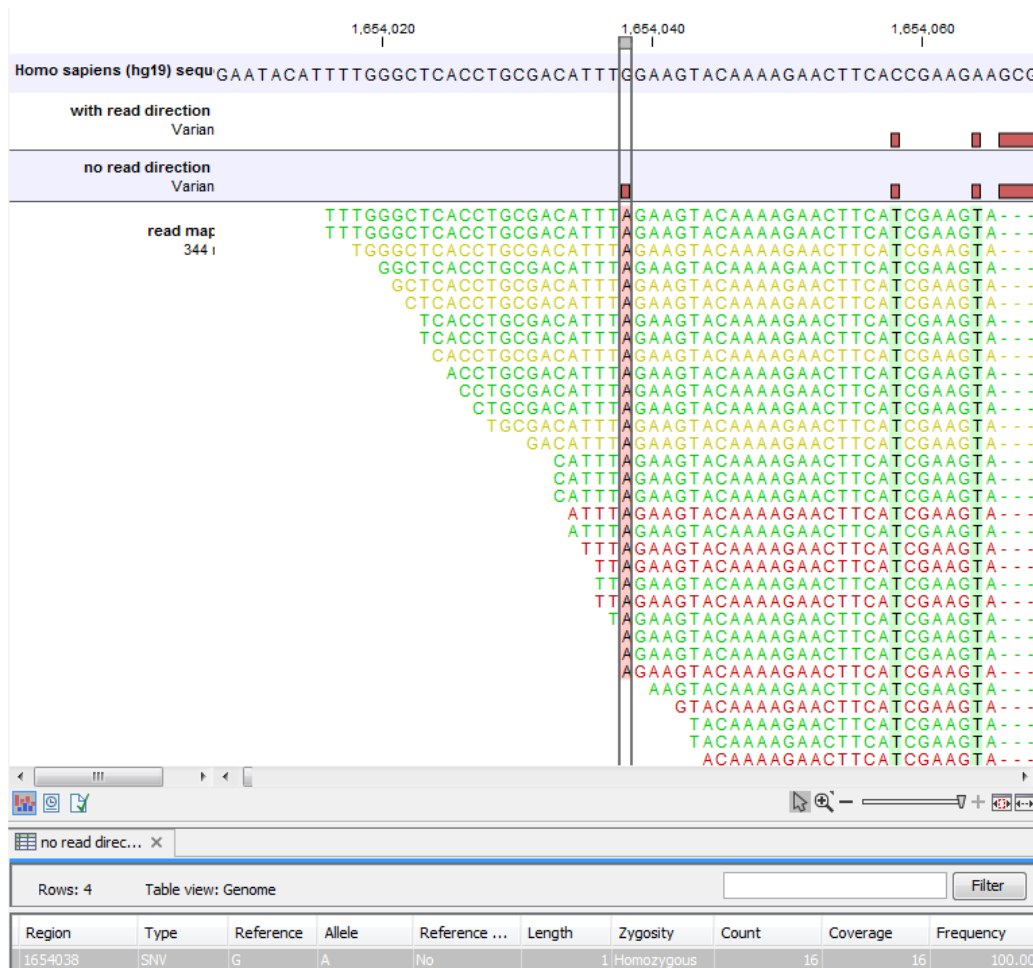 1,654,020 1,654,040 1,654,060
Homo sapiens (hg19) sequ GAATACATTTTGGGCTCACCTGCGACATTTGGAAGTACAAAAGAACTTCACCGAAGAAGCG
with read direction
Varian
no read direction
Varian
TTTGGGCTCACCTGCGACATTTAGAAGTACAAAAGAACTTCATCGAAGTA---
read map TTTGGGCTCACCTGCGACATTTAGAAGTACAAAAGAACTTCATCGAAGTA---
344 TGGGCTCACCTGCGACATTTAGAAGTACAAAAGAACTTCATCGAAGTA---
GGCTCACCTGCGACATTTAGAAGTACAAAAGAACTTCATCGAAGTA---
GCTCACCTGCGACATTTAGAAGTACAAAAGAACTTCATCGAAGTA---
CTCACCTGCGACATTTAGAAGTACAAAAGAACTTCATCGAAGTA---
TCACCTGCGACATTTAGAAGTACAAAAGAACTTCATCGAAGTA---
TCACCTGCGACATTTAGAAGTACAAAAGAACTTCATCGAAGTA---
CACCTGCGACATTTAGAAGTACAAAAGAACTTCATCGAAGTA---
ACCTGCGACATTTAGAAGTACAAAAGAACTTCATCGAAGTA---
CCTGCGACATTTAGAAGTACAAAAGAACTTCATCGAAGTA---
CTGCGACATTTAGAAGTACAAAAGAACTTCATCGAAGTA---
TGCGACATTTAGAAGTACAAAAGAACTTCATCGAAGTA---
GACATTTAGAAGTACAAAAGAACTTCATCGAAGTA---
CATTTAGAAGTACAAAAGAACTTCATCGAAGTA---
CATTTAGAAGTACAAAAGAACTTCATCGAAGTA---
CATTTAGAAGTACAAAAGAACTTCATCGAAGTA---
ATTTAGAAGTACAAAAGAACTTCATCGAAGTA---
ATTTAGAAGTACAAAAGAACTTCATCGAAGTA---
TTTAGAAGTACAAAAGAACTTCATCGAAGTA---
TTAGAAGTACAAAAGAACTTCATCGAAGTA---
TTAGAAGTACAAAAGAACTTCATCGAAGTA---
TTAGAAGTACAAAAGAACTTCATCGAAGTA---
TAGAAGTACAAAAGAACTTCATCGAAGTA---
AGAAGTACAAAAGAACTTCATCGAAGTA---
AGAAGTACAAAAGAACTTCATCGAAGTA---
AGAAGTACAAAAGAACTTCATCGAAGTA---
AAGTACAAAAGAACTTCATCGAAGTA---
GTACAAAAGAACTTCATCGAAGTA---
TACAAAAGAACTTCATCGAAGTA---
TACAAAAGAACTTCATCGAAGTA---
ACAAAAGAACTTCATCGAAGTA---
no read direc...
Rows: 4 Table view: Genome Filter
Region Type Reference Allele Reference ... Length Zygosity Count Coverage Frequency
1654038 SNV G A No 1 Homozygous 16 16 100.00